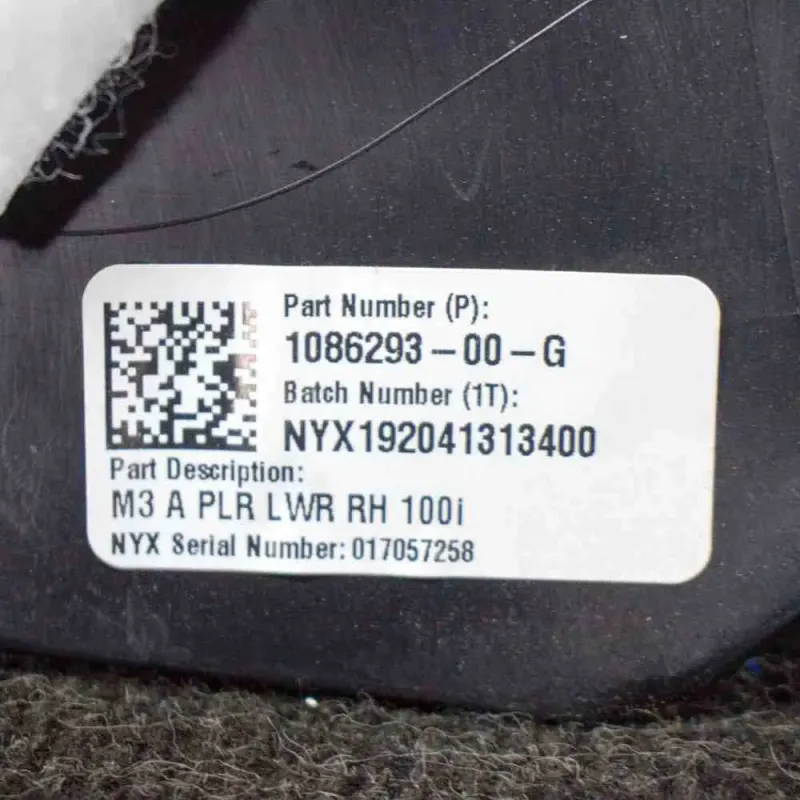 Part Number (P):
1086293-00-G
Batch Number (1T):
NYX192041313400
Part Description:
M3 A PLR LWR RH 100i
NYX Serial Number: 017057258